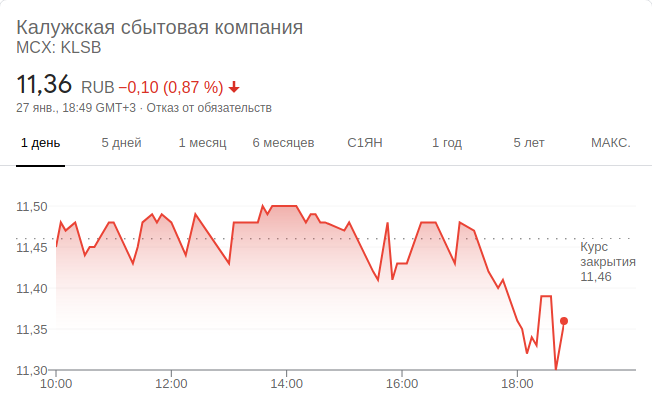 Калужская сбытовая компания
MCX: KLSB
11,36 RUB −0,10 (0,87 %)
27 янв., 18:49 GMT+3 · Отказ от обязательств
1 день 5 дней 1 месяц 6 месяцев С1ЯН 1 год 5 лет МАКС.
11,50
11,45
11,40
11,35
11,30
Курс
закрытия
11,46
10:00 12:00 14:00 16:00 18:00